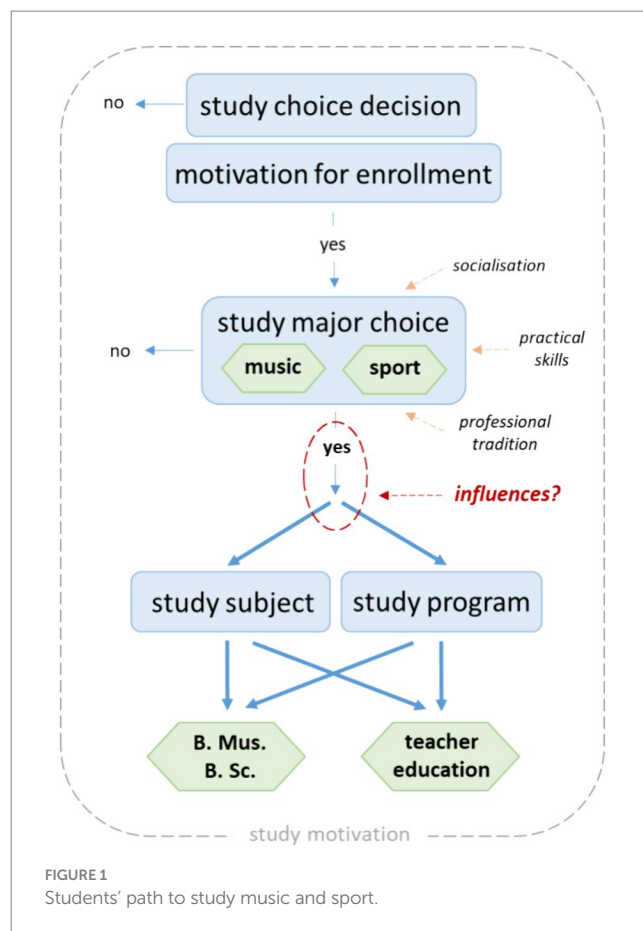 no
study choice decision
motivation for enrollment
yes
socialisation
study major choice
no
music
sport
practical
skills
professional
tradition
yes
influences?
study subject
study program
B. Mus.
B. Sc.
teacher
education
study motivation
FIGURE 1
Students' path to study music and sport.